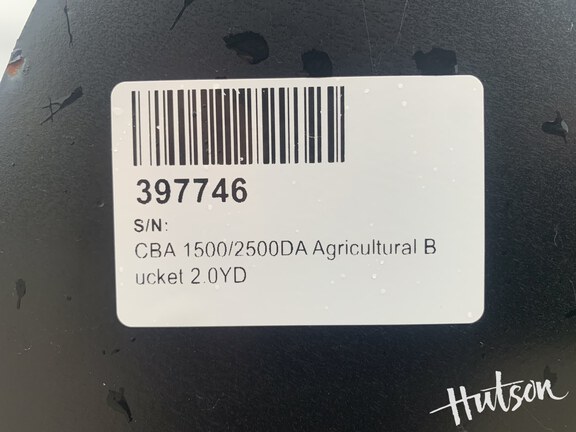 397746
S/N:
CBA 1500/2500DA Agricultural B
ucket 2.0YD
Hutson